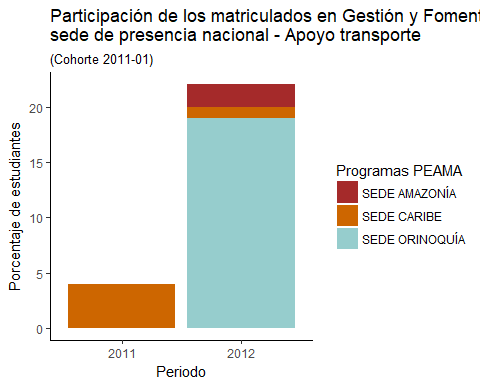 Participación de los matriculados en Gestión y Foment
sede de presencia nacional - Apoyo transporte
(Cohorte 2011-01)
Porcentaje de estudiantes
20
15
10
5
0
2011
2012
Periodo
Programas PEAMA
SEDE AMAZONÍA
SEDE CARIBE
SEDE ORINOQUÍA